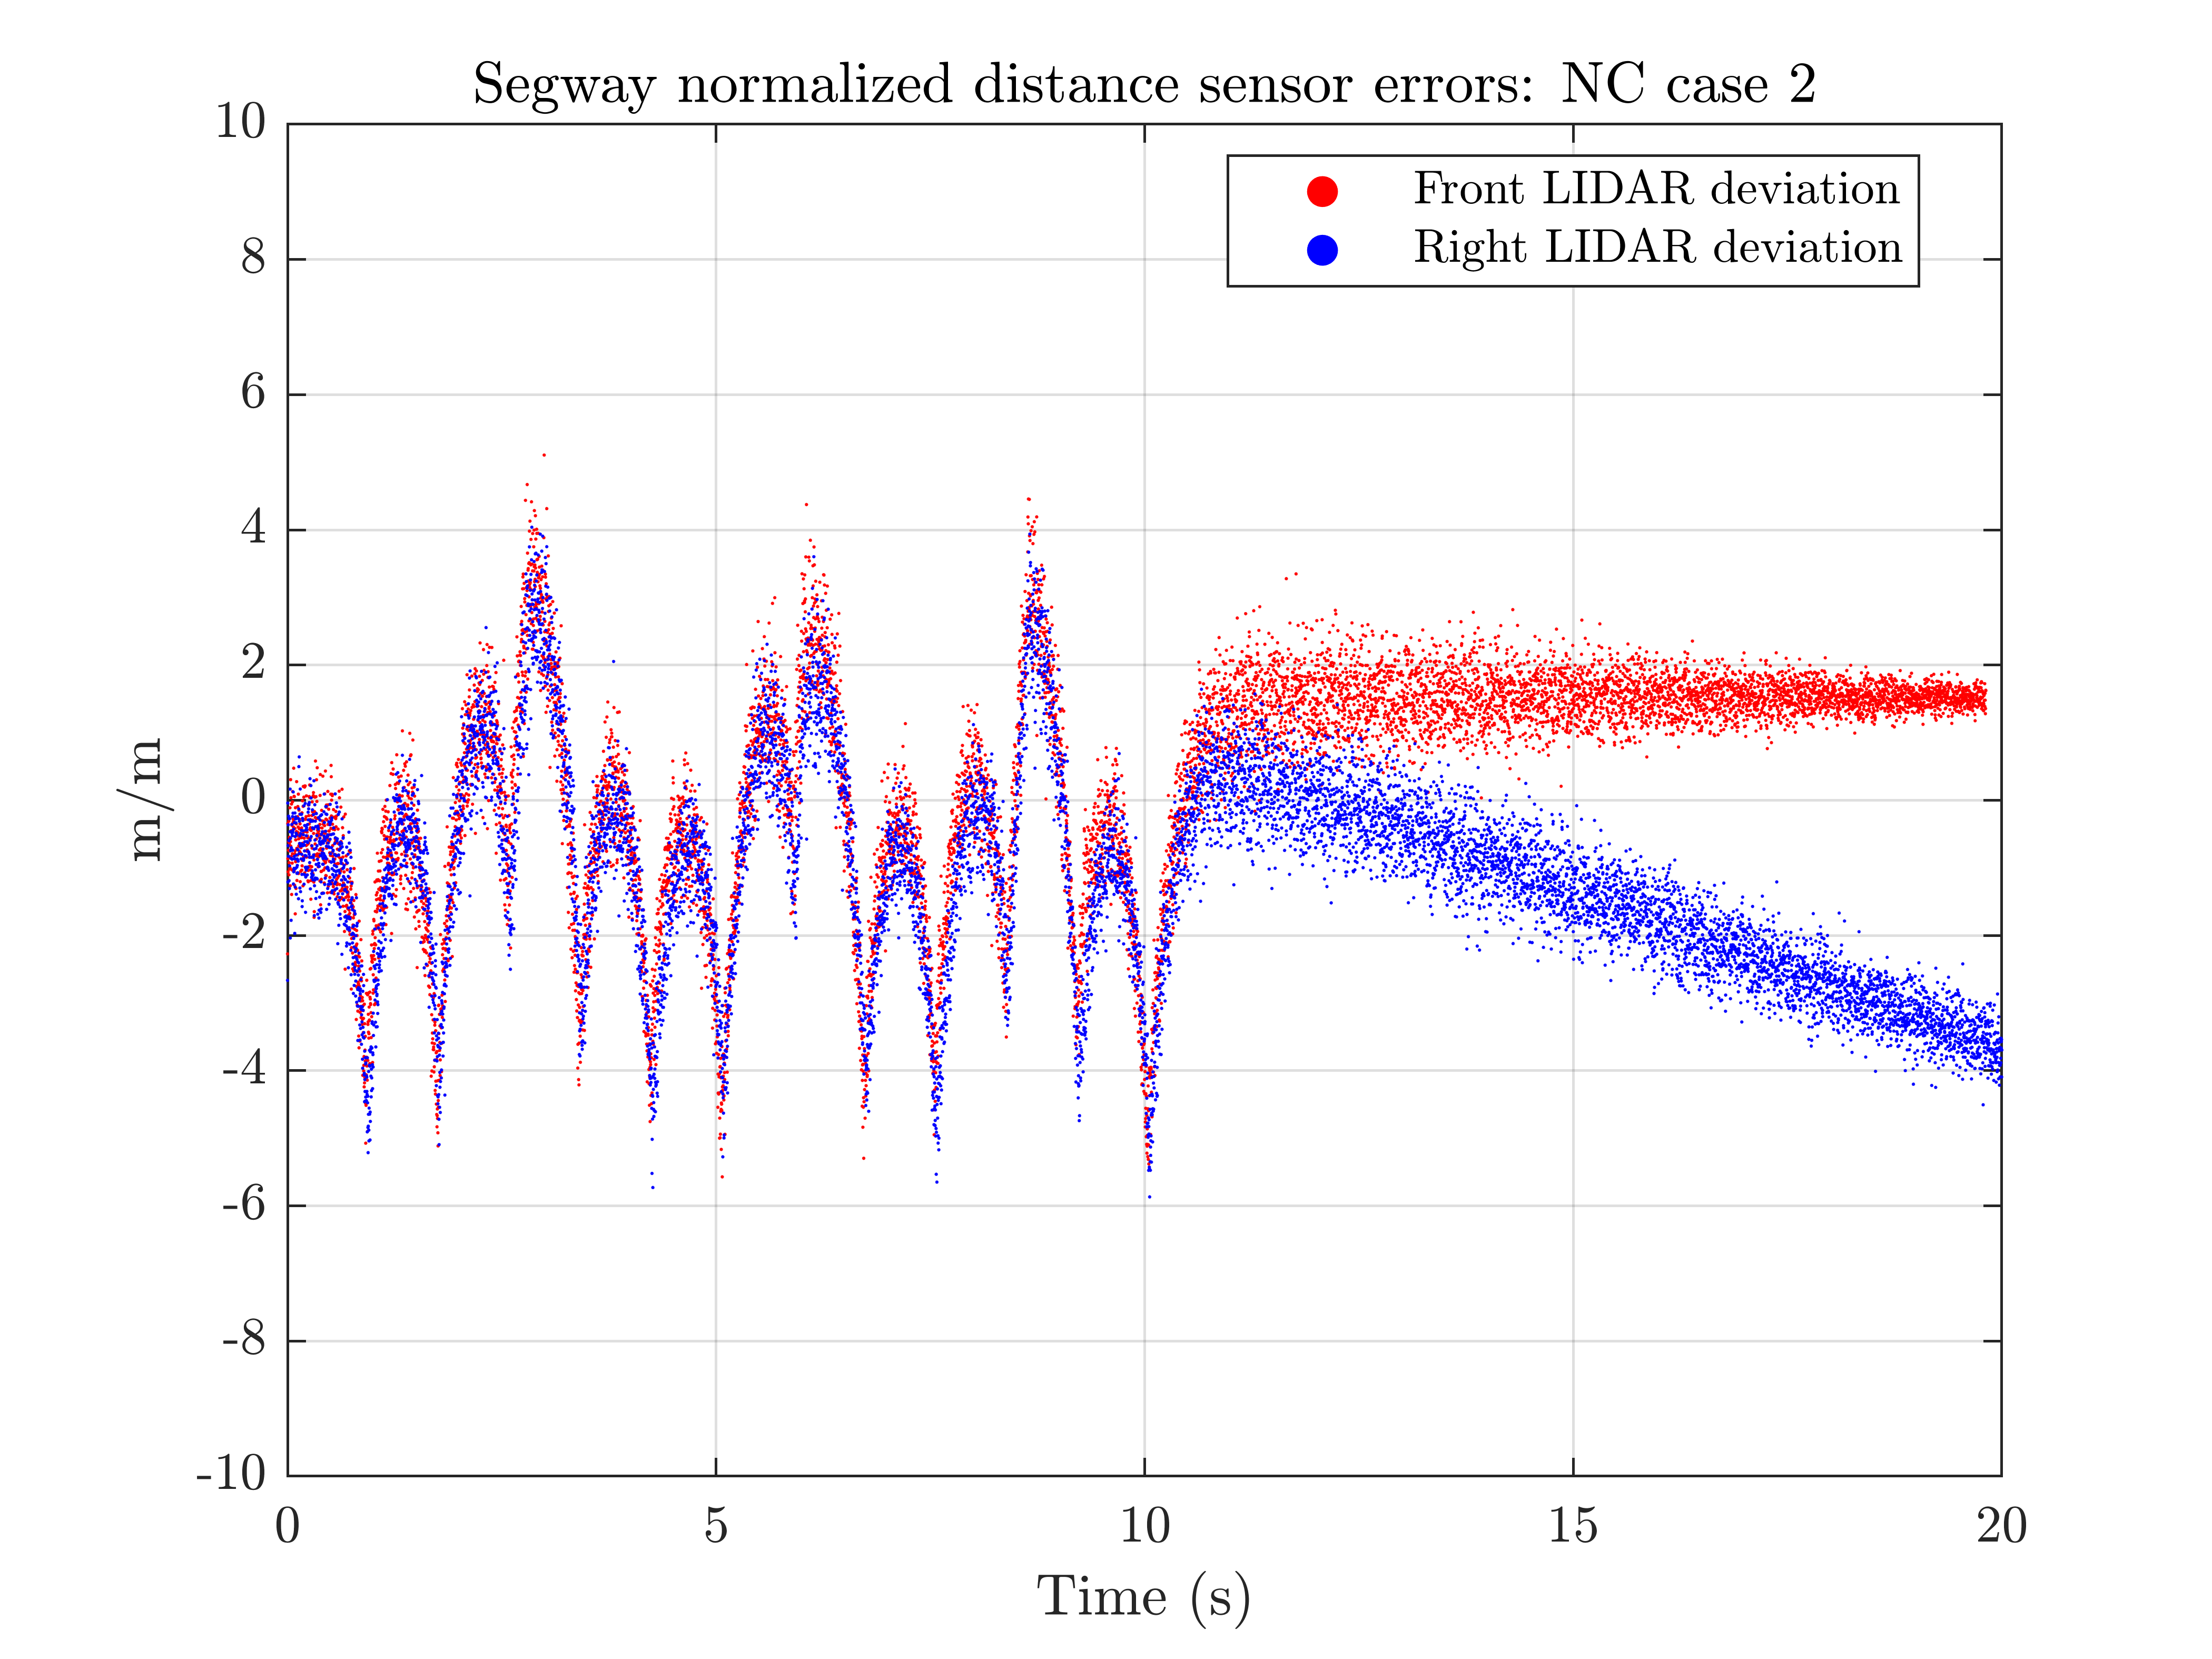 Segway normalized distance sensor errors: NC case 2
Front LIDAR deviation
Right LIDAR deviation
m/m
10
8
6
4
2
0
-2
-4
-6
-8
-10
0 5 10 15 20
Time (s)